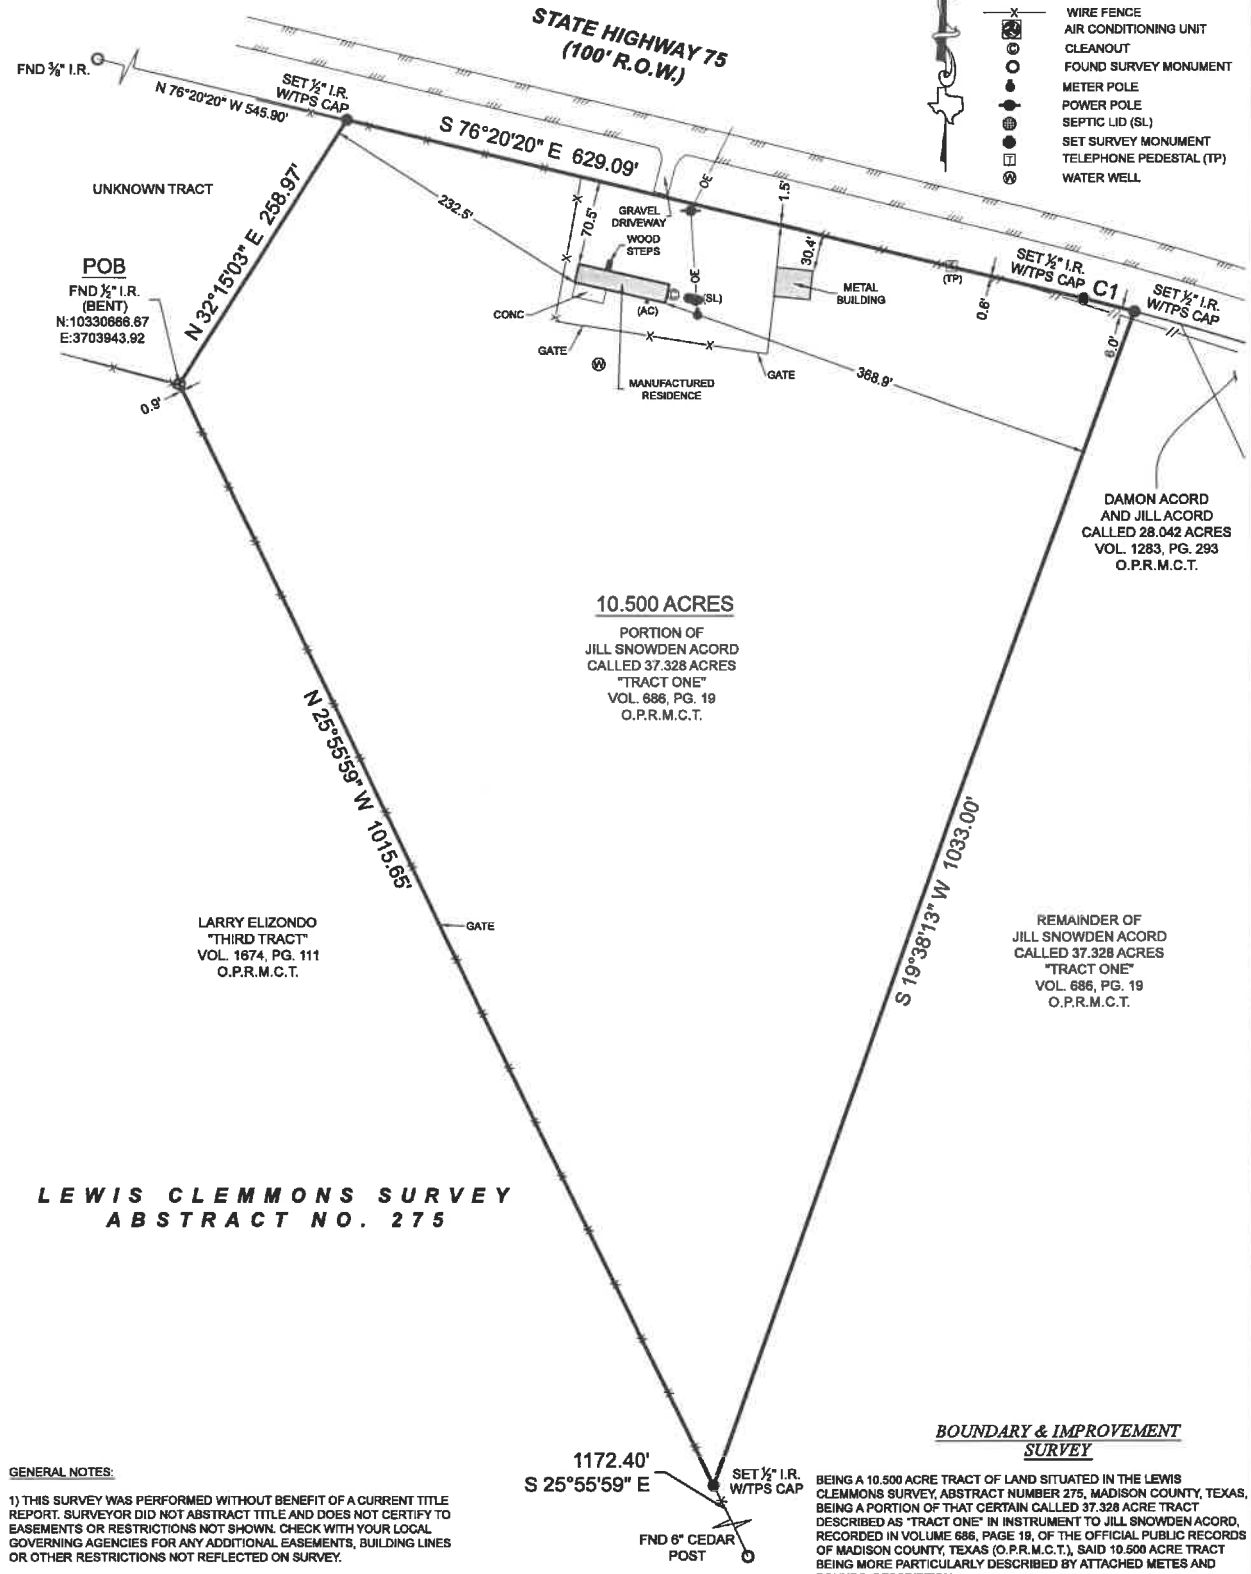 STATE HIGHWAY 75
(100' R.O.W.)
WIRE FENCE
AIR CONDITIONING UNIT
CLEANOUT
FOUND SURVEY MONUMENT
METER POLE
POWER POLE
SEPTIC LID (SL)
SET SURVEY MONUMENT
TELEPHONE PEDESTAL (TP)
WATER WELL
FND ⅜" I.R.
N 76°20'20" W 545.90'
SET ½" I.R.
W/TPS CAP
S 76°20'20" E 629.09'
UNKNOWN TRACT
N 32°15'03" E 258.97'
232.5'
70.5'
GRAVEL
DRIVEWAY
WOOD
STEPS
OE
OE
1.5'
30.4'
METAL
BUILDING
(TP)
0.6'
SET ½" I.R.
W/TPS CAP
C1
SET ½" I.R.
W/TPS CAP
6.0'
POB
FND ½" I.R.
(BENT)
N:10330666.67
E:3703943.92
0.9'
CONC
(AC)
(SL)
GATE
MANUFACTURED
RESIDENCE
GATE
368.9'
DAMON ACORD
AND JILL ACORD
CALLED 28.042 ACRES
VOL. 1283, PG. 293
O.P.R.M.C.T.
10.500 ACRES
PORTION OF
JILL SNOWDEN ACORD
CALLED 37.328 ACRES
"TRACT ONE"
VOL. 686, PG. 19
O.P.R.M.C.T.
N 25°55'59" W 1015.65'
S 19°38'13" W 1033.00'
LARRY ELIZONDO
"THIRD TRACT"
VOL. 1674, PG. 111
O.P.R.M.C.T.
GATE
REMAINDER OF
JILL SNOWDEN ACORD
CALLED 37.328 ACRES
"TRACT ONE"
VOL. 686, PG. 19
O.P.R.M.C.T.
LEWIS CLEMMONS SURVEY
ABSTRACT NO. 275
1172.40'
S 25°55'59" E
SET ½" I.R.
W/TPS CAP
FND 6" CEDAR
POST
GENERAL NOTES:
1) THIS SURVEY WAS PERFORMED WITHOUT BENEFIT OF A CURRENT TITLE
REPORT. SURVEYOR DID NOT ABSTRACT TITLE AND DOES NOT CERTIFY TO
EASEMENTS OR RESTRICTIONS NOT SHOWN. CHECK WITH YOUR LOCAL
GOVERNING AGENCIES FOR ANY ADDITIONAL EASEMENTS, BUILDING LINES
OR OTHER RESTRICTIONS NOT REFLECTED ON SURVEY.
BOUNDARY & IMPROVEMENT
SURVEY
BEING A 10.500 ACRE TRACT OF LAND SITUATED IN THE LEWIS
CLEMMONS SURVEY, ABSTRACT NUMBER 275, MADISON COUNTY, TEXAS,
BEING A PORTION OF THAT CERTAIN CALLED 37.328 ACRE TRACT
DESCRIBED AS "TRACT ONE" IN INSTRUMENT TO JILL SNOWDEN ACORD,
RECORDED IN VOLUME 686, PAGE 19, OF THE OFFICIAL PUBLIC RECORDS
OF MADISON COUNTY, TEXAS (O.P.R.M.C.T.), SAID 10.500 ACRE TRACT
BEING MORE PARTICULARLY DESCRIBED BY ATTACHED METES AND